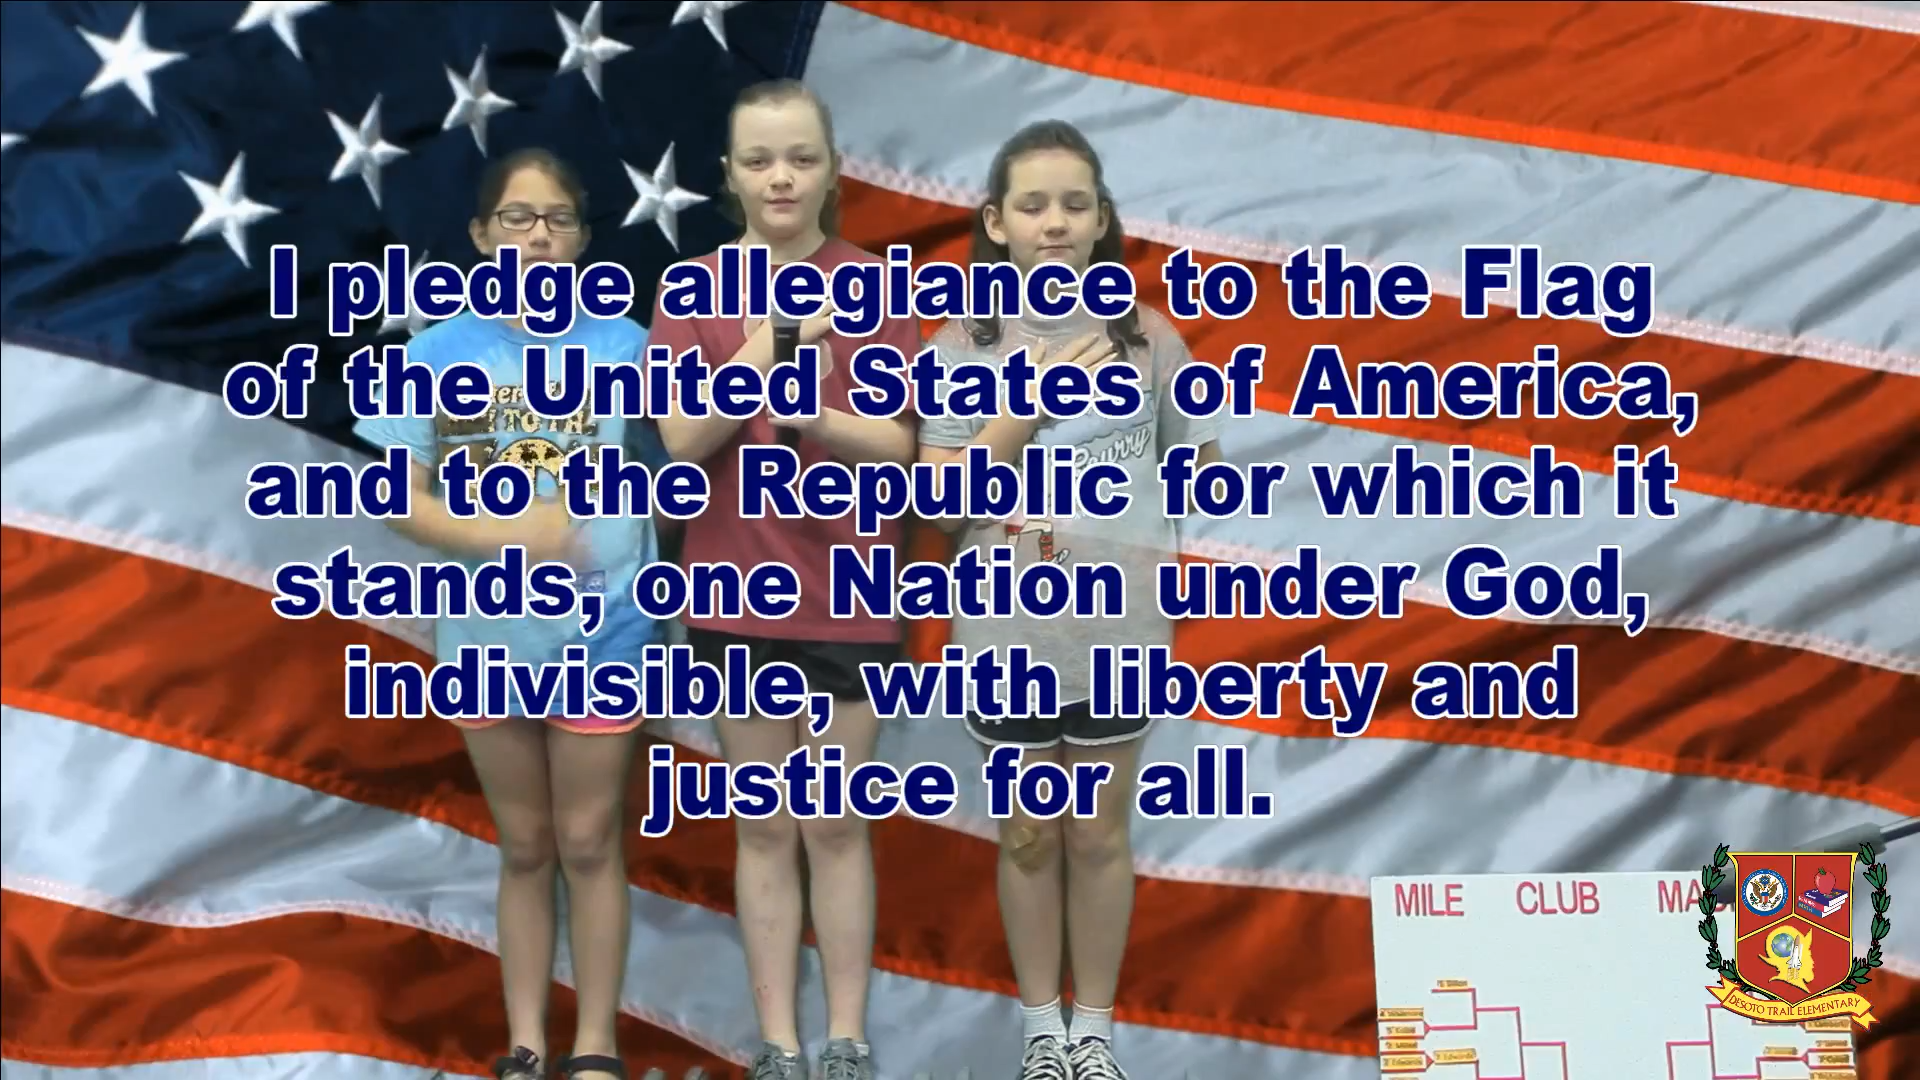 I pledge allegiance to the Flag
of the United States of America,
and to the Republic for which it
stands, one Nation under God,
indivisible, with liberty and
justice for all.
MILE CLUB
DESOTO TRAIL ELEMENTARY